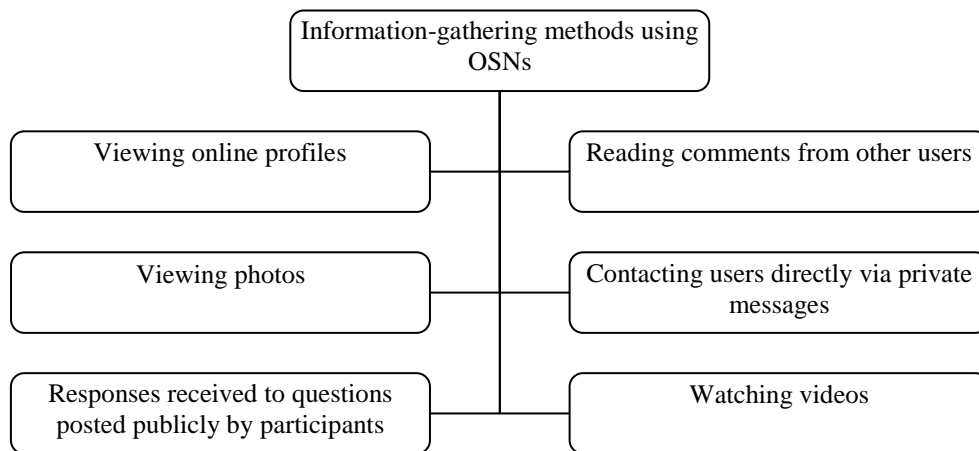 Information-gathering methods using
OSNs
Viewing online profiles
Reading comments from other users
Viewing photos
Contacting users directly via private
messages
Responses received to questions
posted publicly by participants
Watching videos